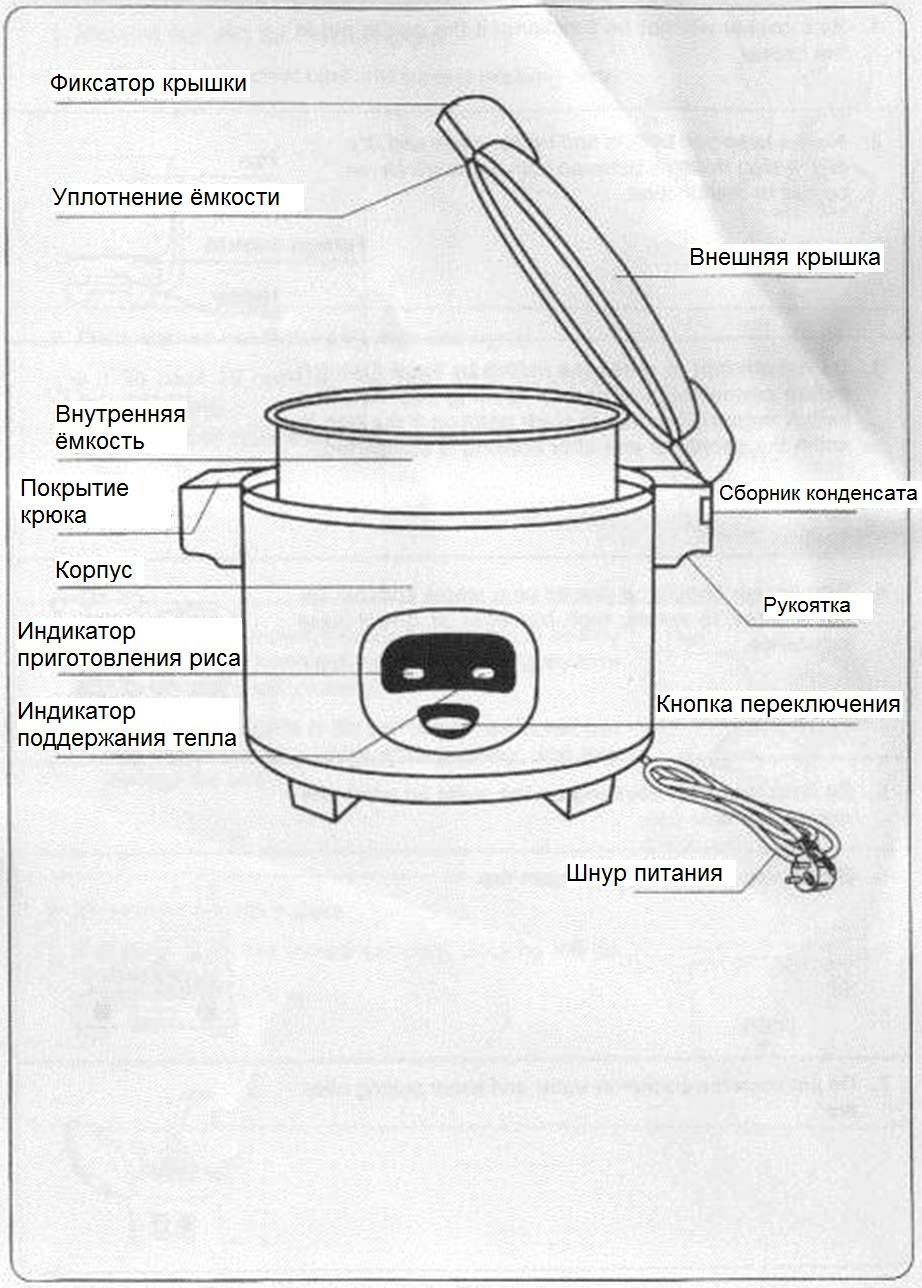 Фиксатор крышки
Уплотнение ёмкости
Внешняя крышка
Внутренняя
ёмкость
Покрытие
крюка
Сборник конденсата
Корпус
Рукоятка
Индикатор
приготовления риса
Кнопка переключения
Индикатор
поддержания тепла
Шнур питания